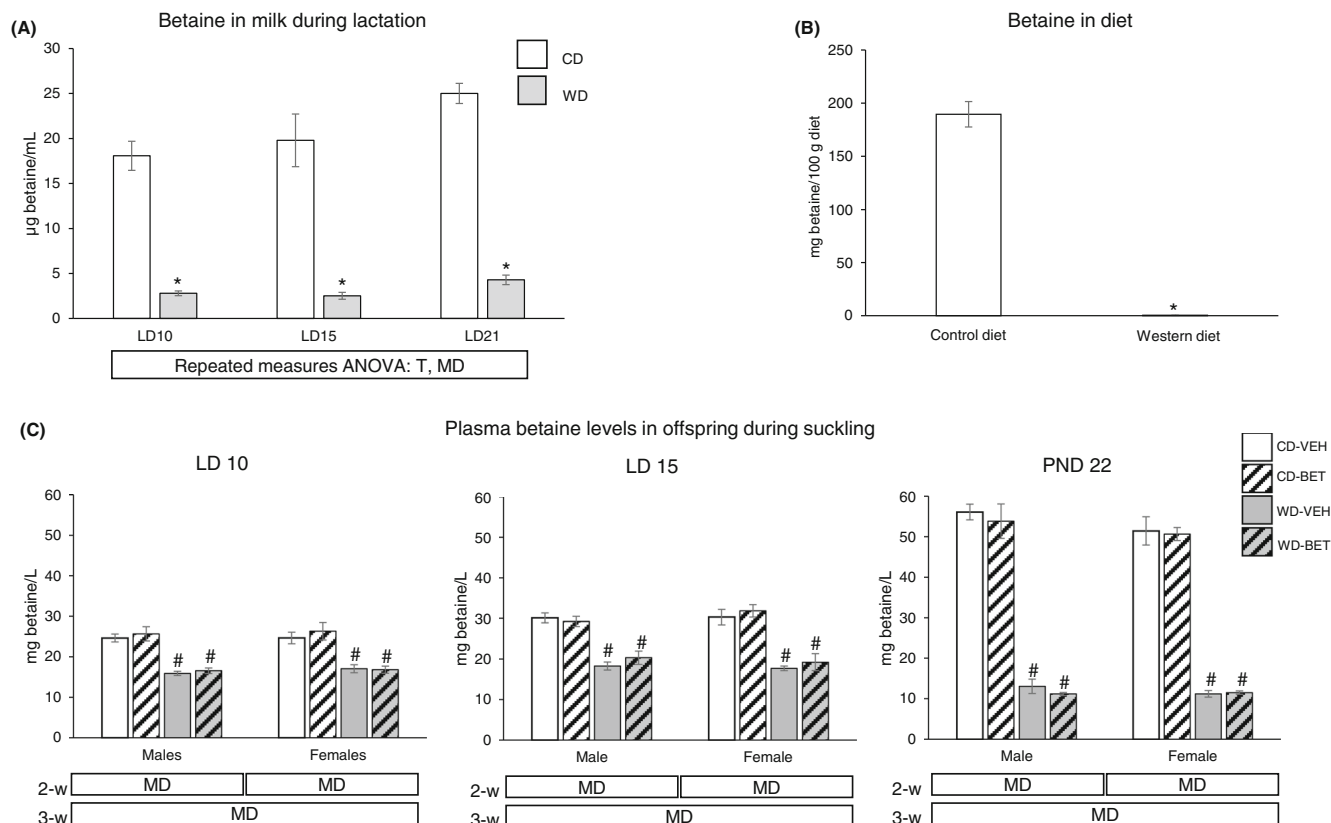 (A)
Betaine in milk during lactation
µg betaine/mL
30
25
20
15
10
5
0
*
*
*
LD10 LD15 LD21
Repeated measures ANOVA: T, MD
CD
WD
(B)
Betaine in diet
mg betaine/100 g diet
250
200
150
100
50
0
*
Control diet Western diet
(C)
Plasma betaine levels in offspring during suckling
LD 10
mg betaine/L
60
50
40
30
20
10
0
# # # #
Males Females
2-w MD MD
3-w MD
LD 15
mg betaine/L
60
50
40
30
20
10
0
# # # #
Male Female
2-w MD MD
3-w MD
PND 22
mg betaine/L
60
50
40
30
20
10
0
# # # #
Male Female
2-w MD MD
3-w MD
CD-VEH
CD-BET
WD-VEH
WD-BET